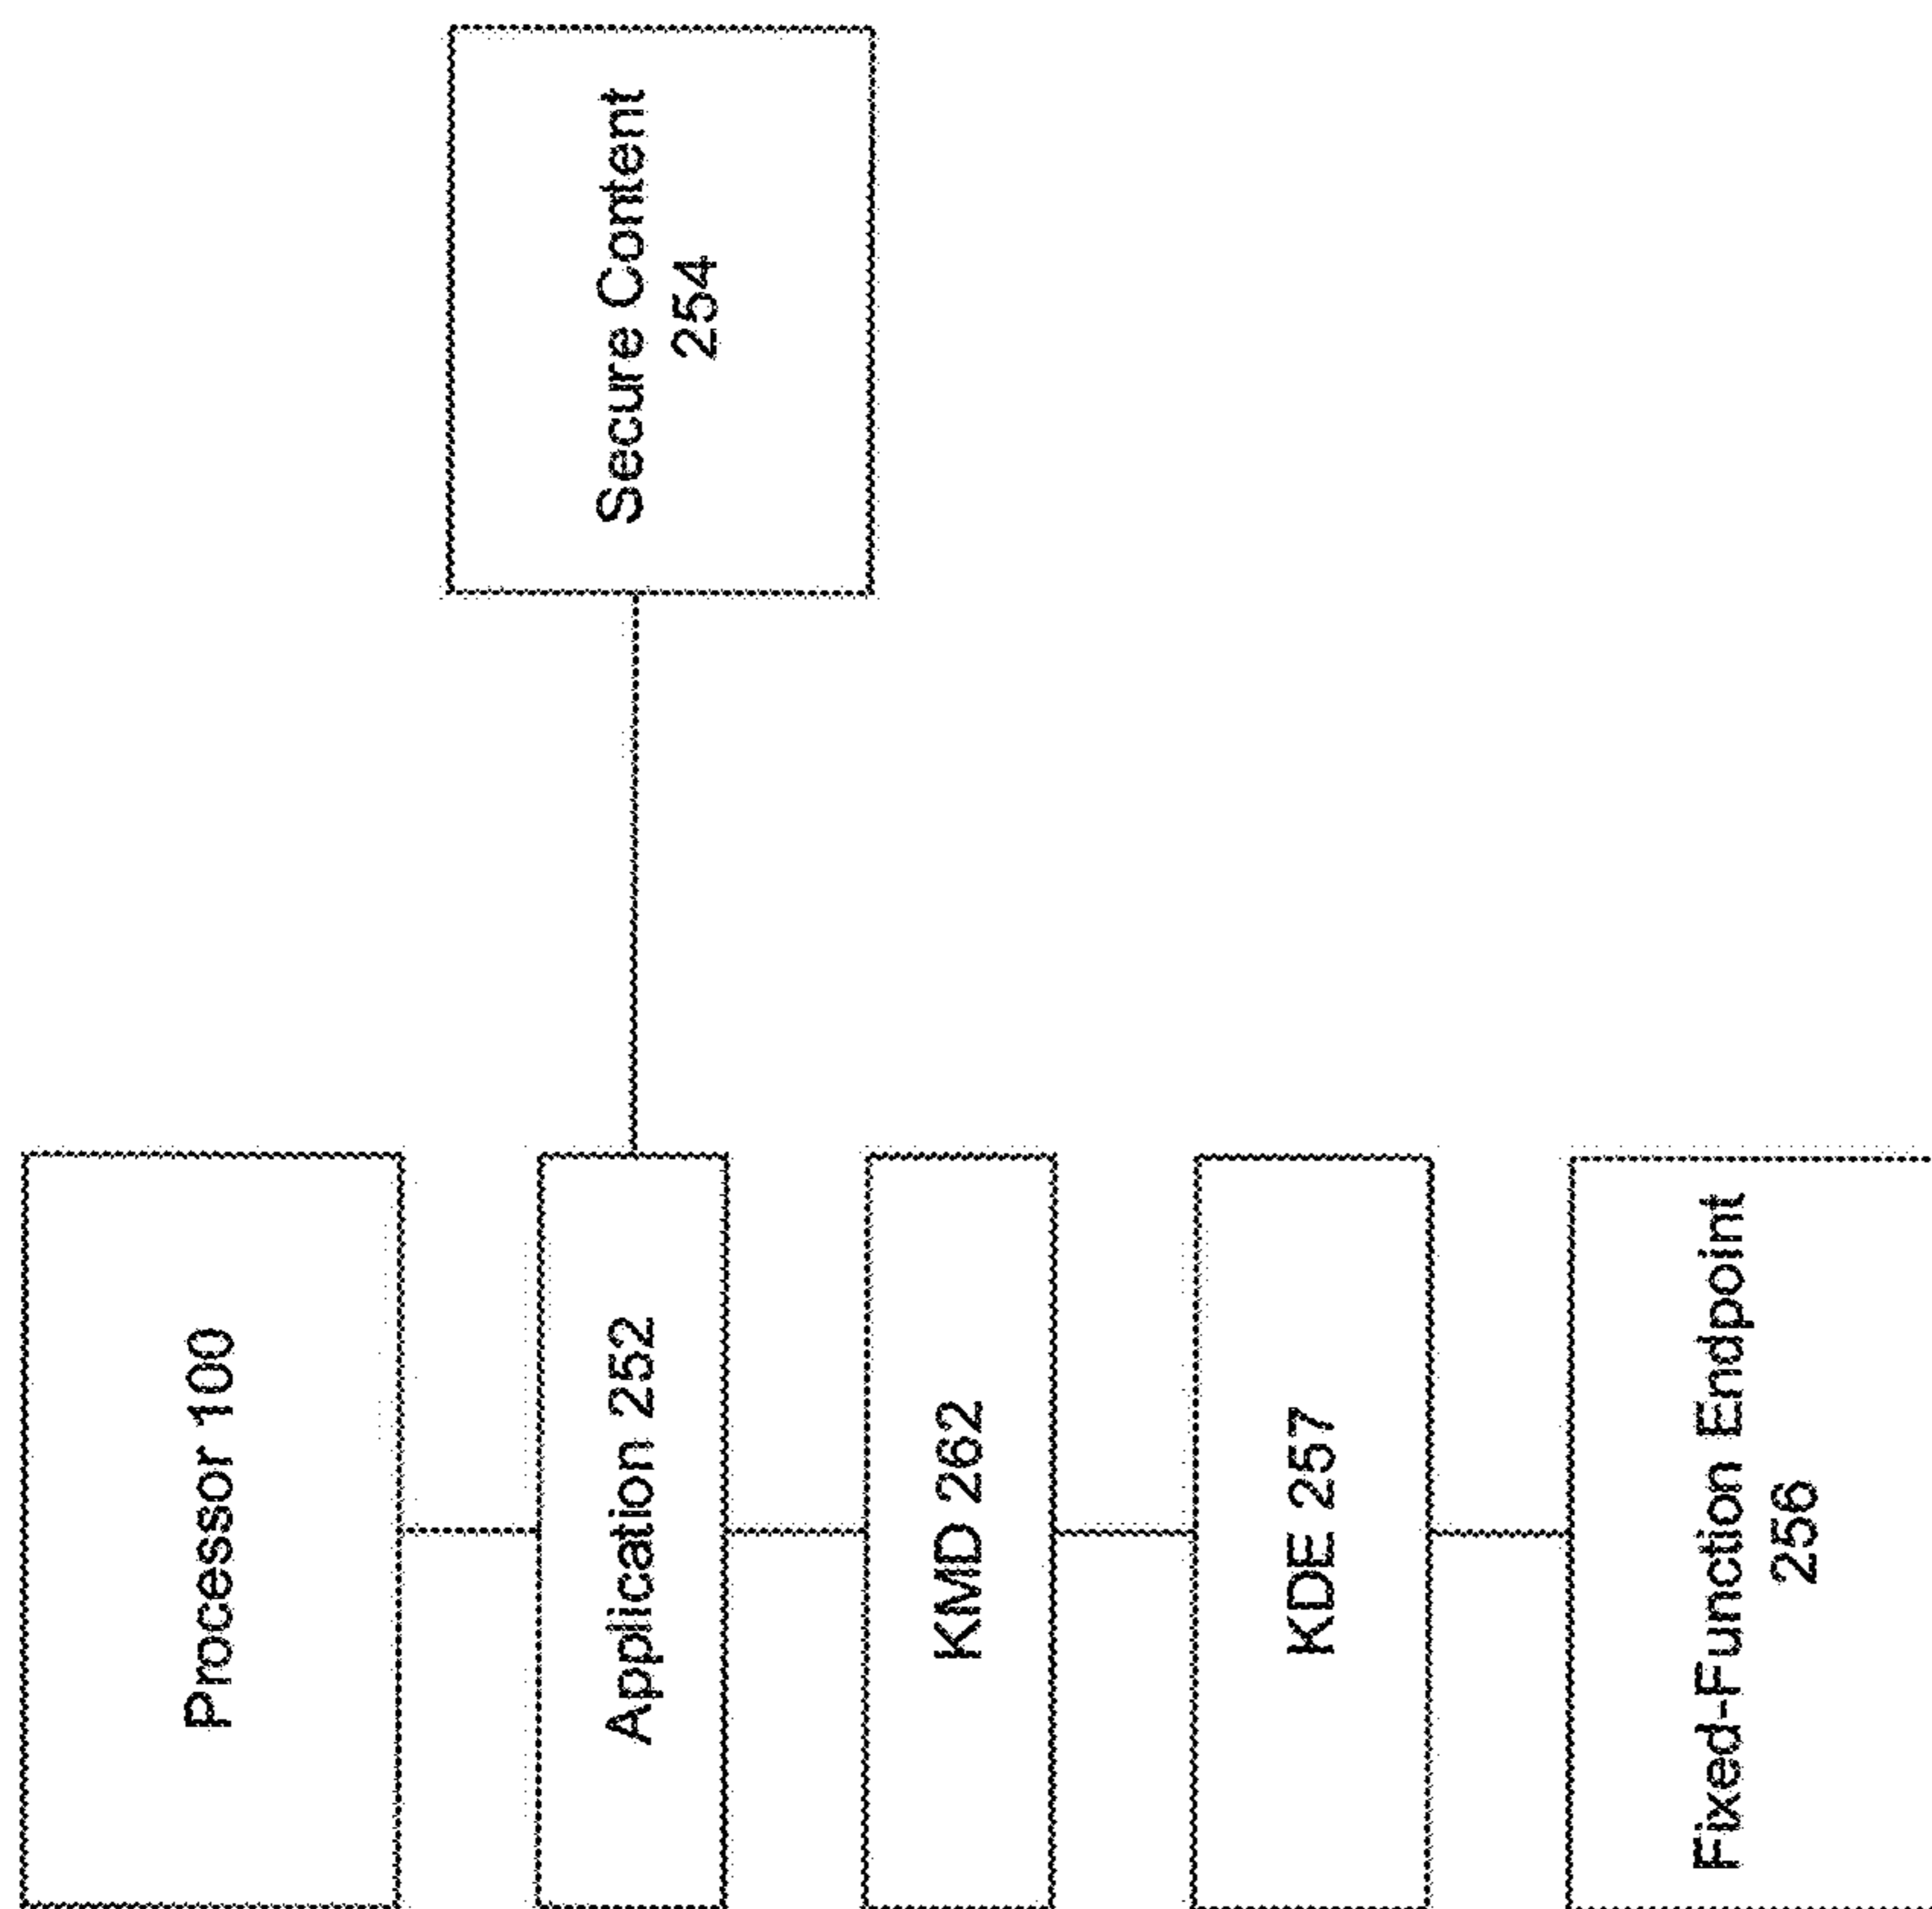 Processor 100
Application 252
Secure Content
254
KMD 262
KDE 257
Fixed-Function Endpoint
256